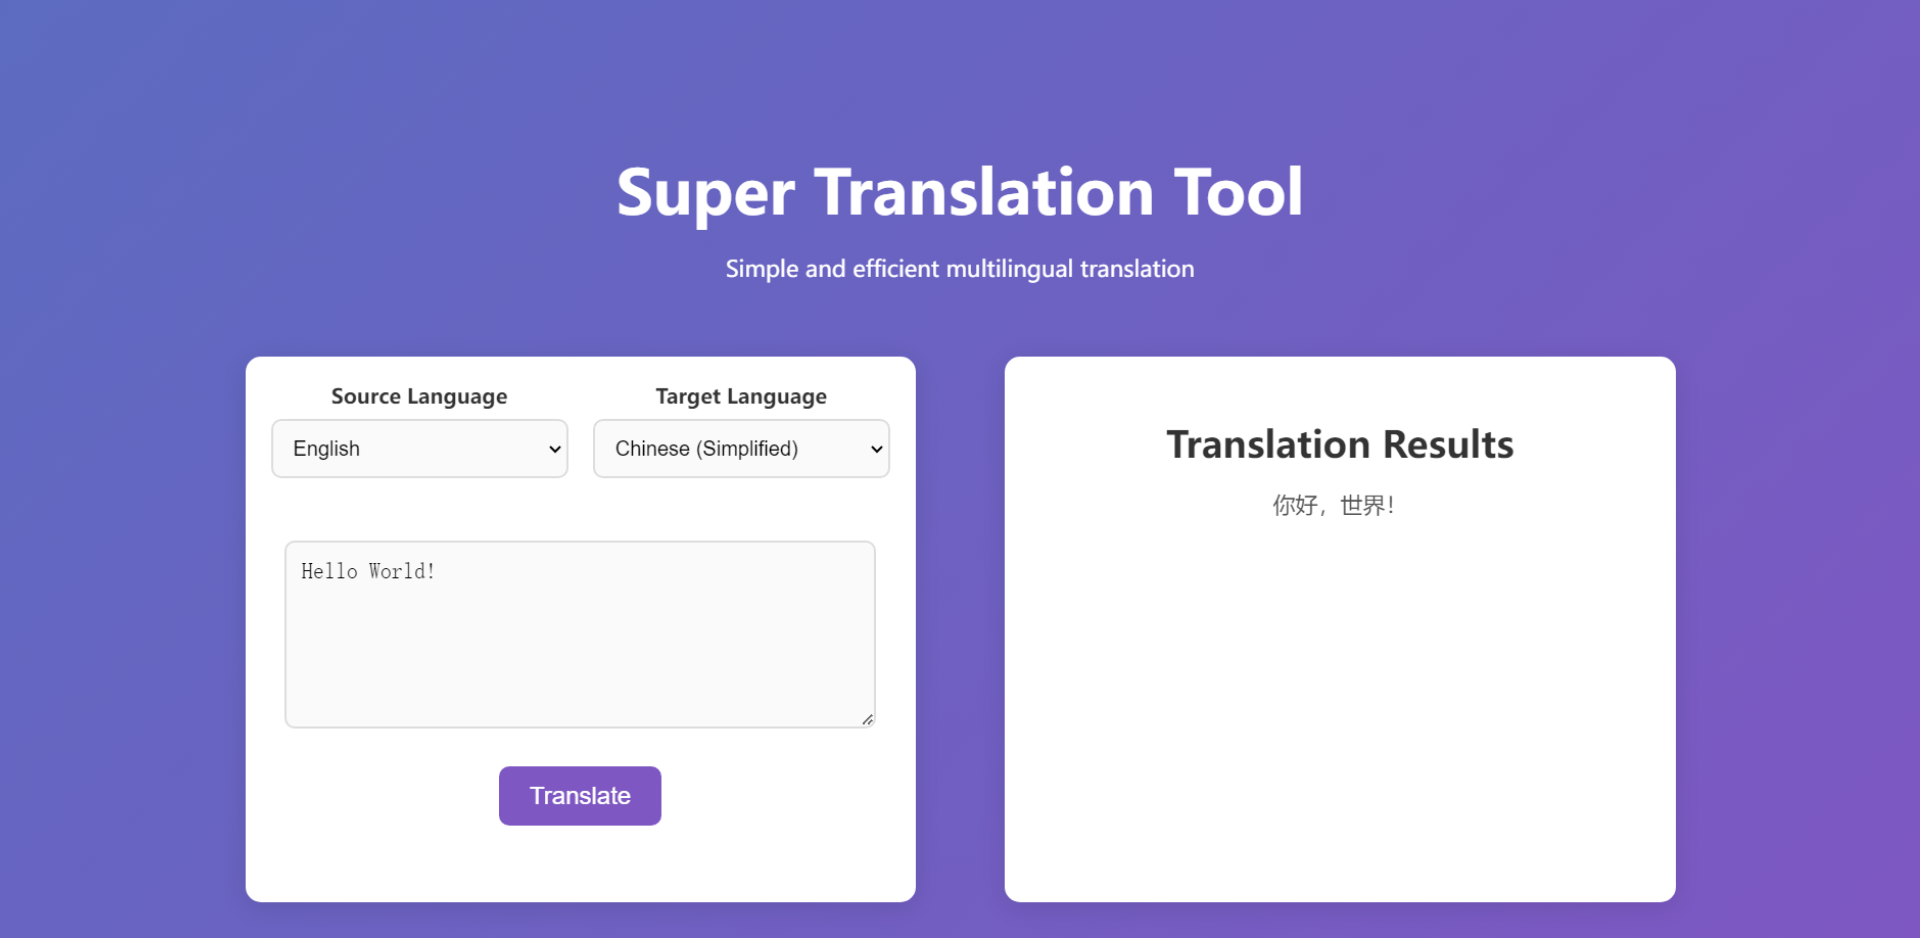 Super Translation Tool
Simple and efficient multilingual translation
Source Language
Target Language
English
Chinese (Simplified)
Hello World!
Translate
Translation Results
你好，世界！